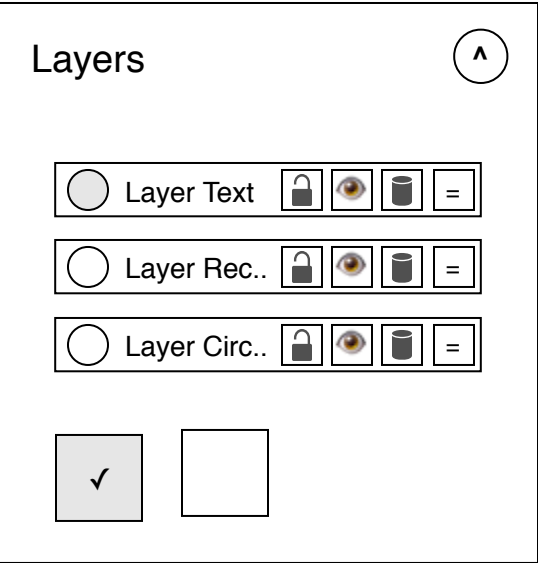 Layers ^
Layer Text =
Layer Rec.. =
Layer Circ.. =
✓